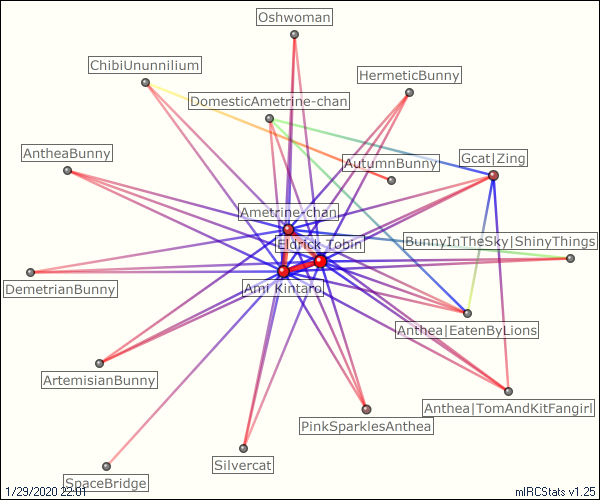 Oshwoman
ChibiUnunnilium
HermeticBunny
DomesticAmetrine-chan
AntheaBunny
AutumnBunny
Gcat|Zing
Ametrine-chan
Eldrick Tobin
BunnyInTheSky|ShinyThings
DemetrianBunny
Ami Kintaro
Anthea|EatenByLions
ArtemisianBunny
Anthea|TomAndKitFangirl
PinkSparklesAnthea
Silvercat
SpaceBridge
1/29/2020 22:01
mIRCStats v1.25